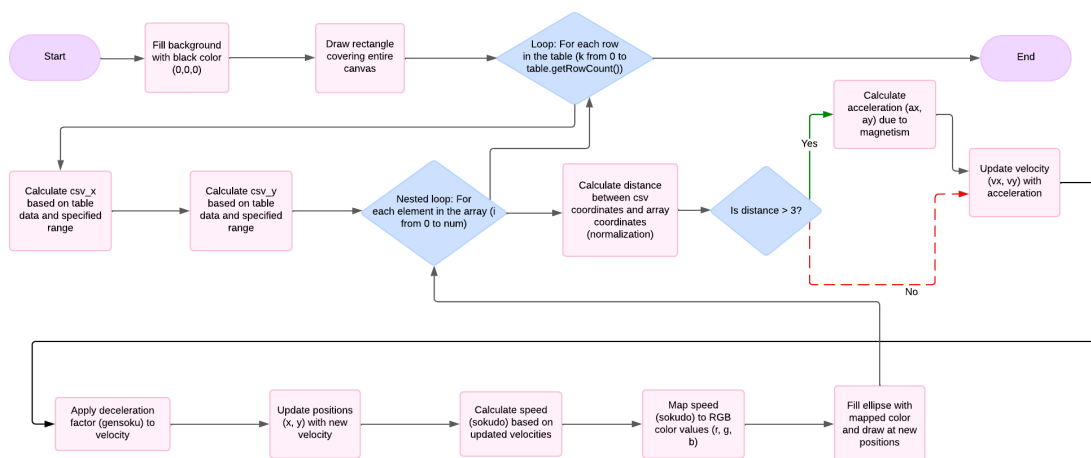 Start
Fill background
with black color
(0,0,0)
Draw rectangle
covering entire
canvas
Loop: For each row
in the table (k from 0 to
table.getRowCount())
End
Calculate csv_x
based on table
data and specified
range
Calculate csv_y
based on table
data and specified
range
Nested loop: For
each element in the array (i
from 0 to num)
Calculate distance
between csv
coordinates and array
coordinates
(normalization)
Is distance > 3?
Yes
No
Calculate
acceleration (ax,
ay) due to
magnetism
Update velocity
(vx, vy) with
acceleration
Apply deceleration
factor (gensoku) to
velocity
Update positions
(x, y) with new
velocity
Calculate speed
(sokudo) based on
updated velocities
Map speed
(sokudo) to RGB
color values (r, g,
b)
Fill ellipse with
mapped color
and draw at new
positions